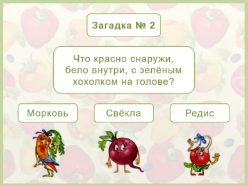 Загадка № 2
Что красно снаружи,
бело внутри, с зелёным
хохолком на голове?
Морковь
Свёкла
Редис